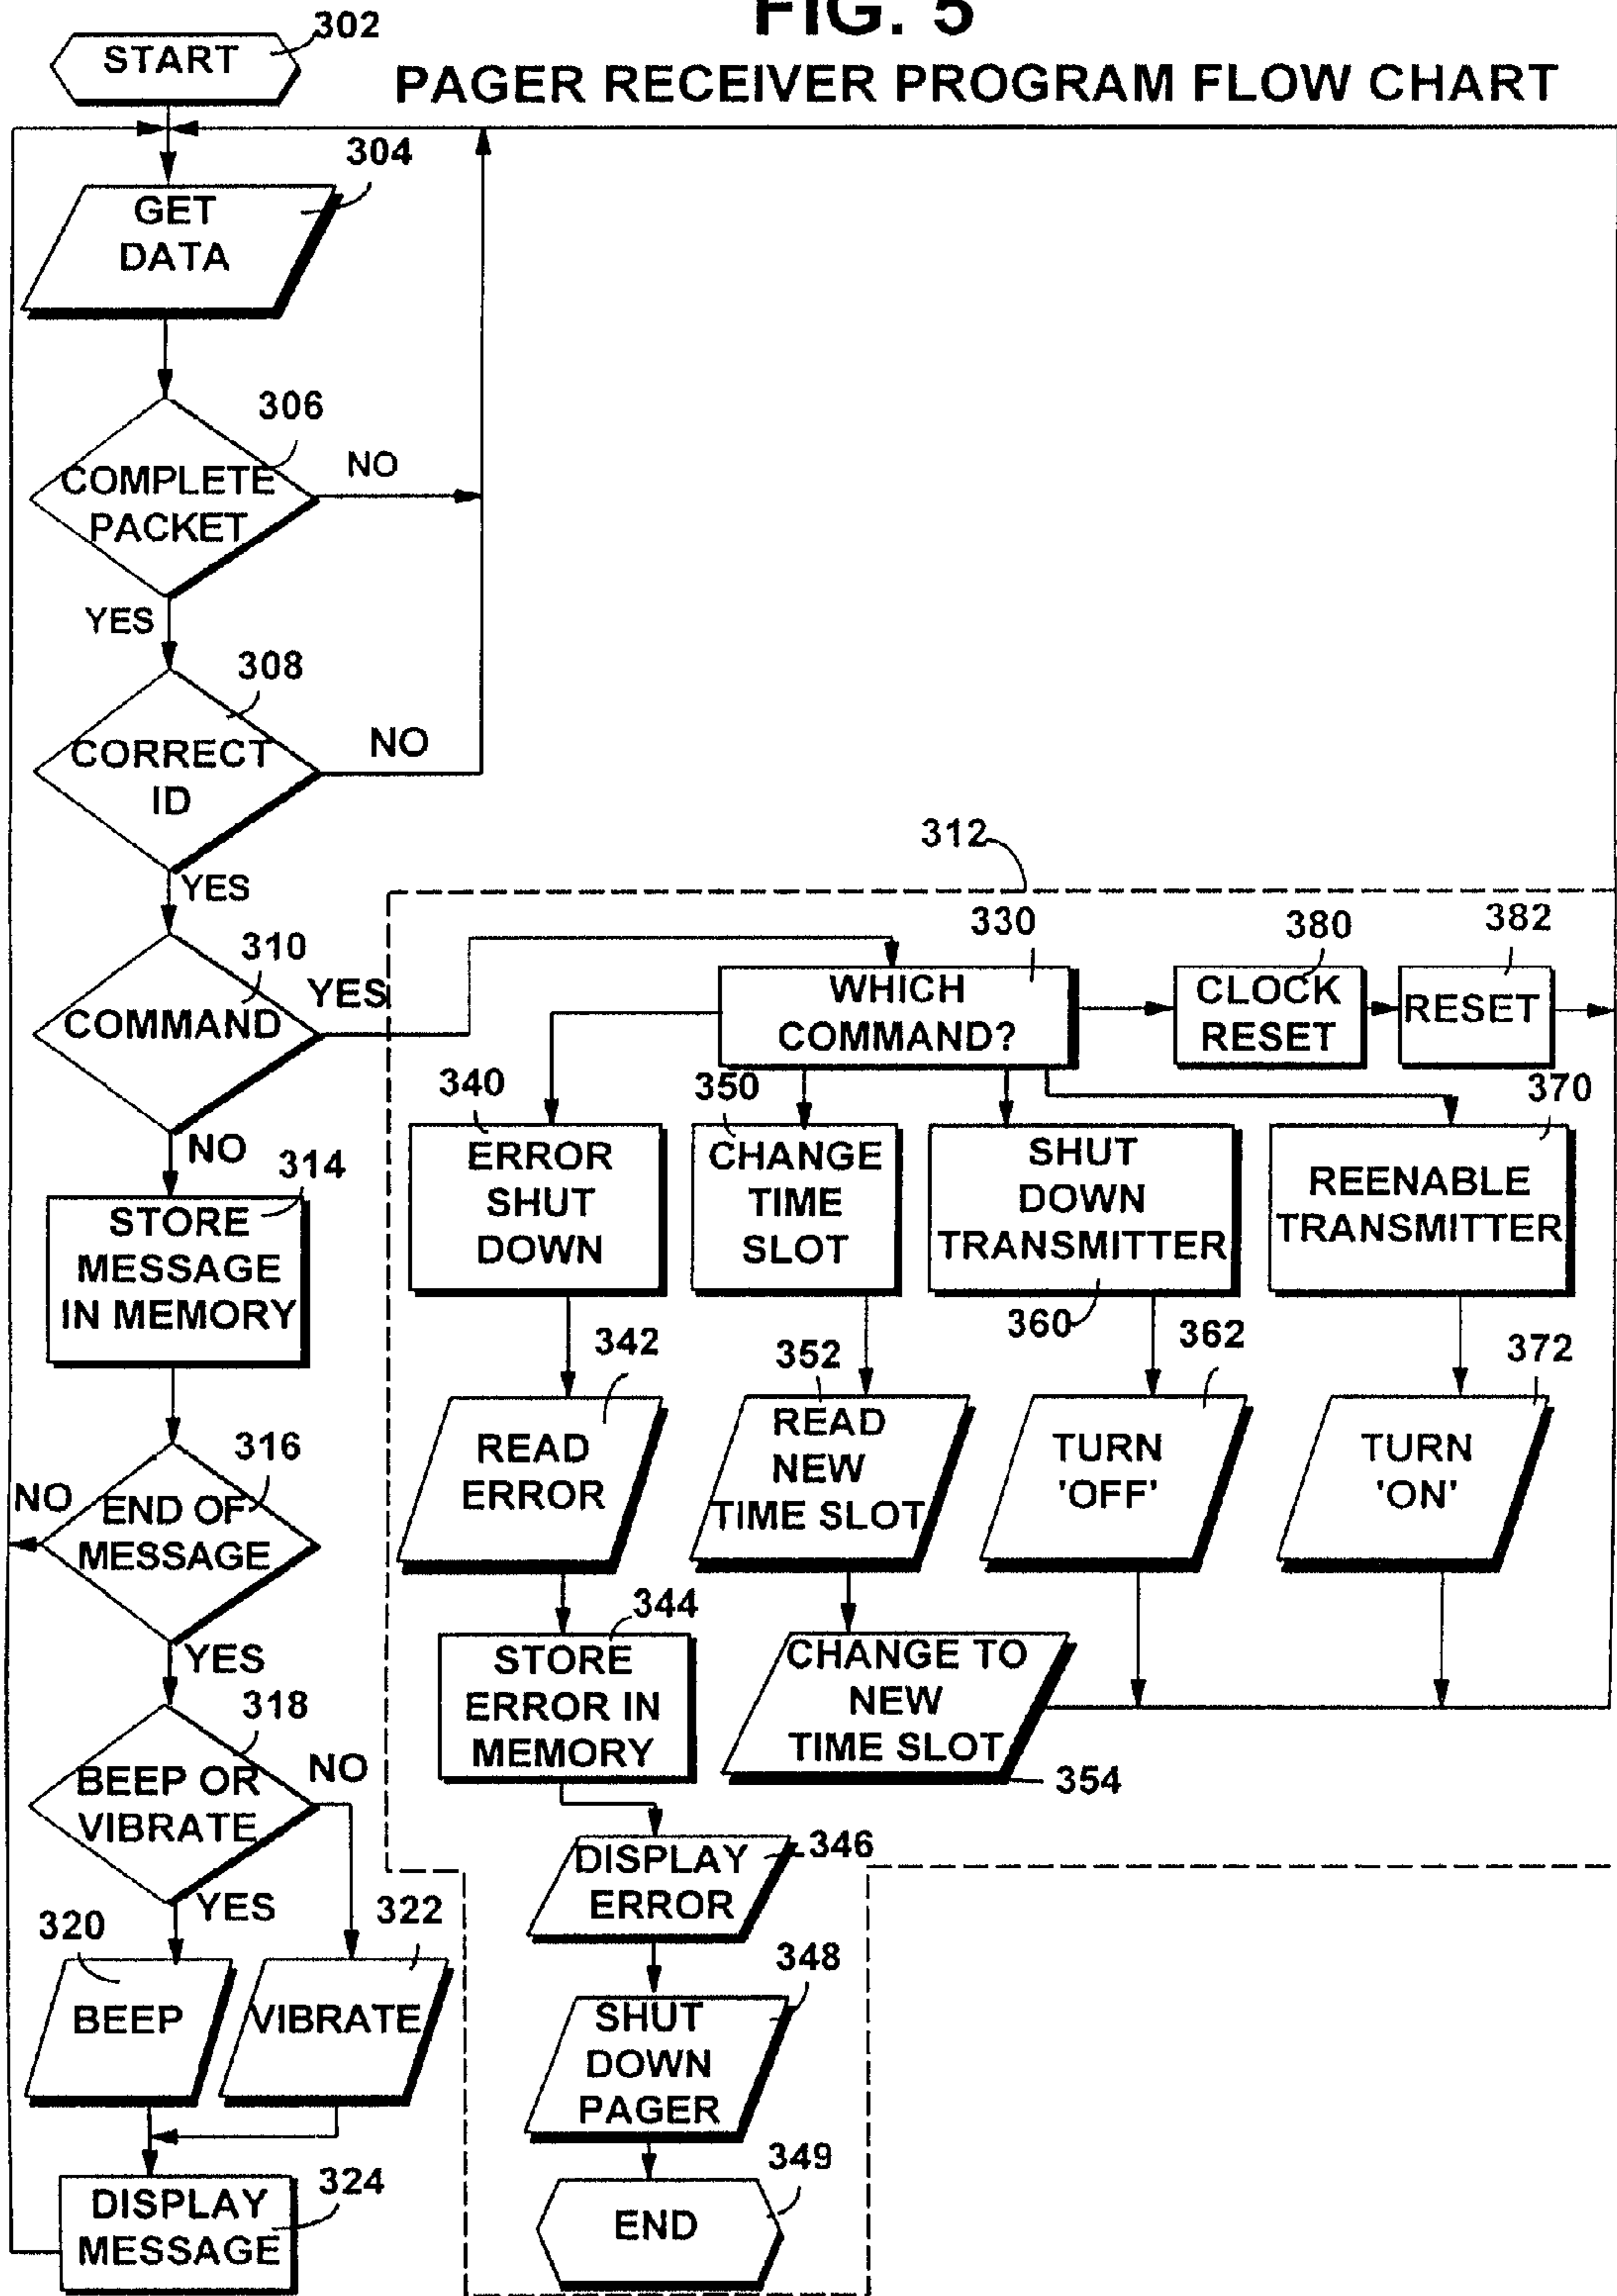 FIG. 5
PAGER RECEIVER PROGRAM FLOW CHART
START
302
GET
DATA
304
COMPLETE
PACKET
306
NO
YES
CORRECT
ID
308
NO
YES
COMMAND
310
YES
NO
312
WHICH
COMMAND?
330
CLOCK
RESET
380
RESET
382
ERROR
SHUT
DOWN
340
CHANGE
TIME
SLOT
350
SHUT
DOWN
TRANSMITTER
360
REENABLE
TRANSMITTER
370
STORE
MESSAGE
IN MEMORY
314
READ
ERROR
342
READ
NEW
TIME SLOT
352
TURN
'OFF'
362
TURN
'ON'
372
END OF
MESSAGE
316
NO
YES
STORE
ERROR IN
MEMORY
344
CHANGE TO
NEW
TIME SLOT
354
BEEP OR
VIBRATE
318
NO
YES
DISPLAY
ERROR
346
BEEP
320
VIBRATE
322
SHUT
DOWN
PAGER
348
DISPLAY
MESSAGE
324
END
349